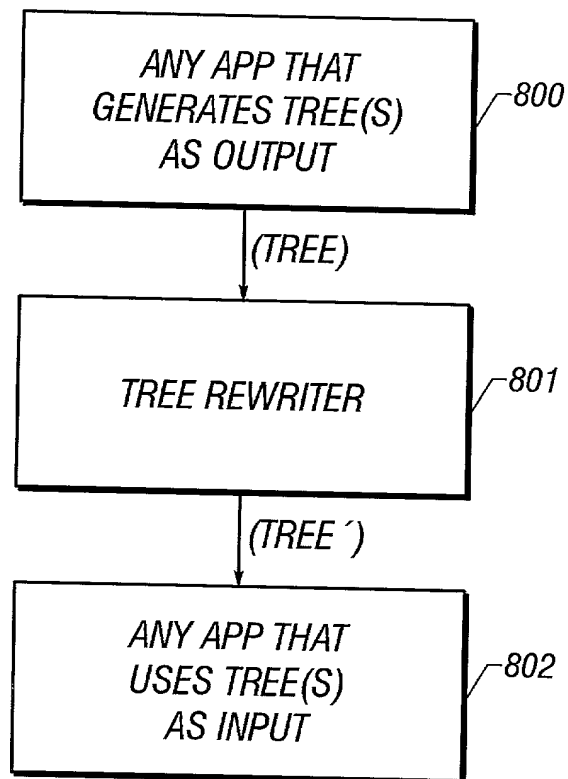 ANY APP THAT
GENERATES TREE(S)
AS OUTPUT
800
(TREE)
TREE REWRITER
801
(TREE ´)
ANY APP THAT
USES TREE(S)
AS INPUT
802